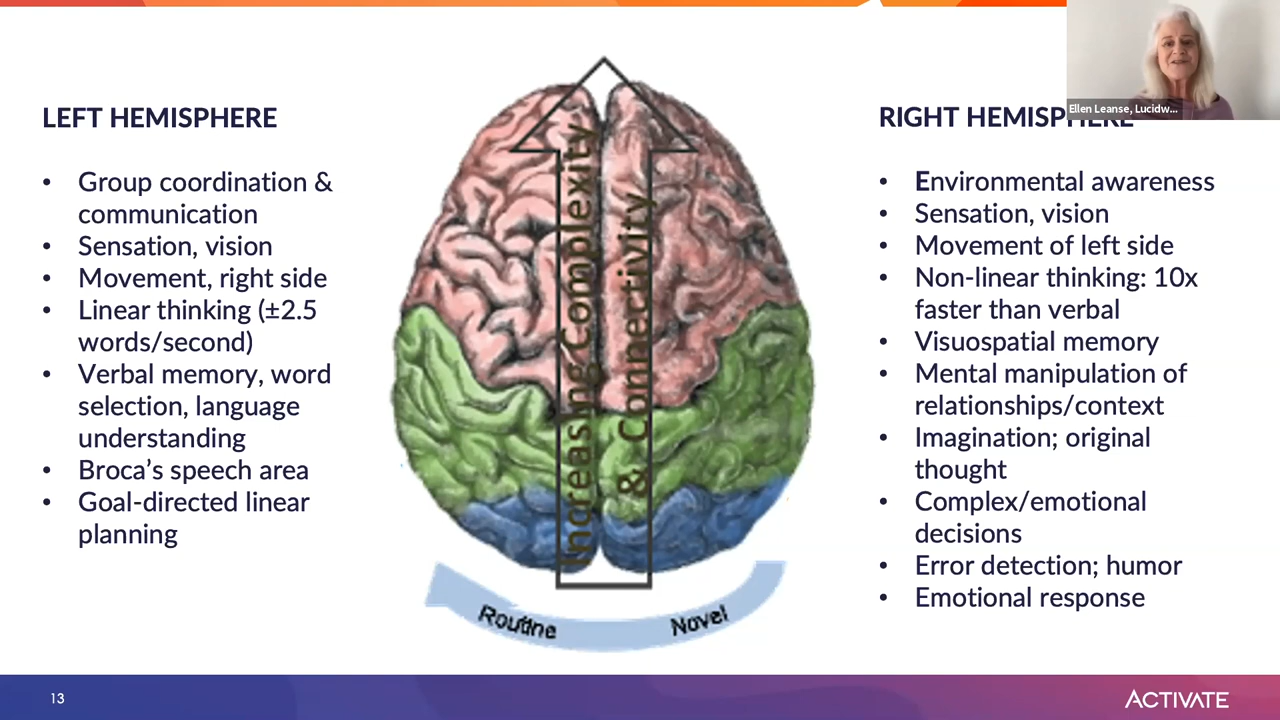 Ellen Leanse, Lucidw...
LEFT HEMISPHERE
• Group coordination &
communication
• Sensation, vision
• Movement, right side
• Linear thinking (±2.5
words/second)
• Verbal memory, word
selection, language
understanding
• Broca's speech area
• Goal-directed linear
planning
Increasing Complexity
& Connectivity
Routine
Novel
RIGHT HEMISPHERE
• Environmental awareness
• Sensation, vision
• Movement of left side
• Non-linear thinking: 10x
faster than verbal
• Visuospatial memory
• Mental manipulation of
relationships/context
• Imagination; original
thought
• Complex/emotional
decisions
• Error detection; humor
• Emotional response
13
ACTIVATE